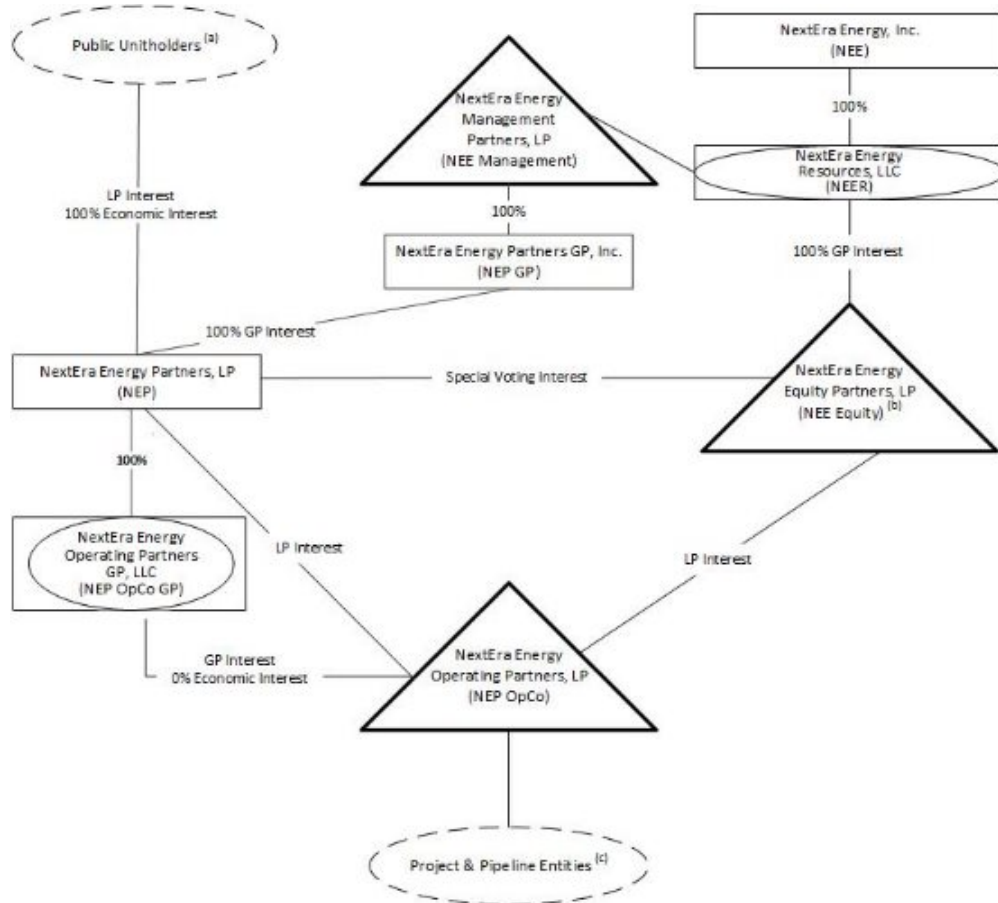 Public Unitholders (a)
NextEra Energy, Inc.
(NEE)
NextEra Energy
Management
Partners, LP
(NEE Management)
100%
NextEra Energy
Resources, LLC
(NEER)
LP Interest
100% Economic Interest
100%
NextEra Energy Partners GP, Inc.
(NEP GP)
100% GP Interest
100% GP Interest
NextEra Energy Partners, LP
(NEP)
Special Voting Interest
NextEra Energy
Equity Partners, LP
(NEE Equity) (b)
100%
NextEra Energy
Operating Partners
GP, LLC
(NEP OpCo GP)
LP Interest
LP Interest
GP Interest
0% Economic Interest
NextEra Energy
Operating Partners, LP
(NEP OpCo)
Project & Pipeline Entities (c)